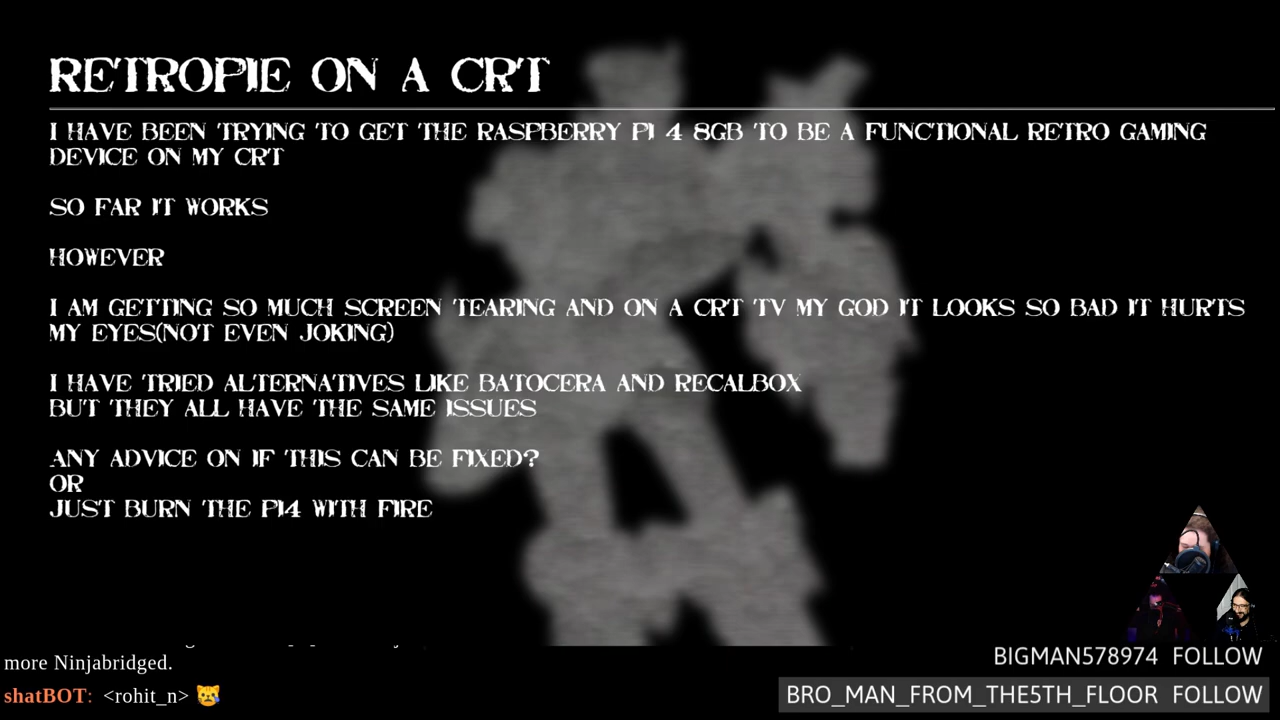 RETROPIE ON A CRT
I HAVE BEEN TRYING TO GET THE RASPBERRY PI 4 8GB TO BE A FUNCTIONAL RETRO GAMING
DEVICE ON MY CRT
SO FAR IT WORKS
HOWEVER
I AM GETTING SO MUCH SCREEN TEARING AND ON A CRT TV MY GOD IT LOOKS SO BAD IT HURTS
MY EYES(NOT EVEN JOKING)
I HAVE TRIED ALTERNATIVES LIKE BATOCERA AND RECALBOX
BUT THEY ALL HAVE THE SAME ISSUES
ANY ADVICE ON IF THIS CAN BE FIXED?
OR
JUST BURN THE PI4 WITH FIRE
more Ninjabridged.
shatBOT: <rohit_n> 😿
BIGMAN578974 FOLLOW
BRO_MAN_FROM_THE5TH_FLOOR FOLLOW